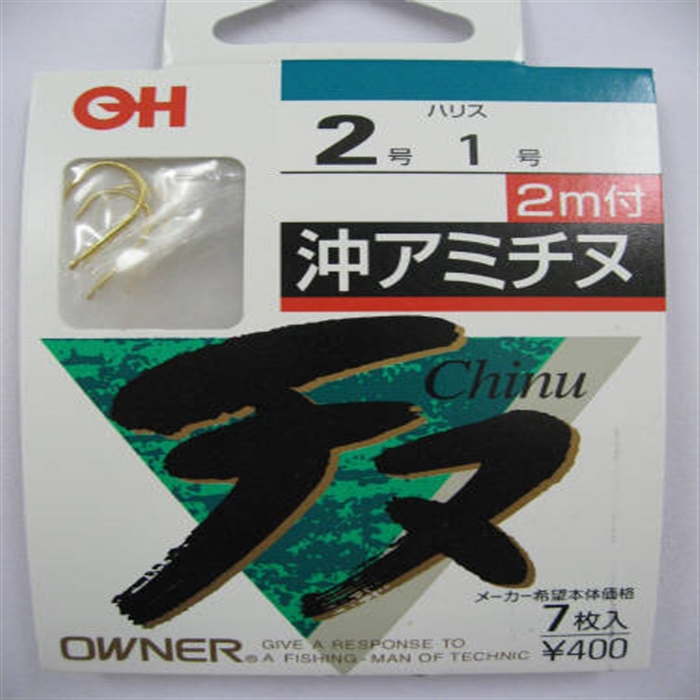 OH
ハリス
2号 1号
2m付
沖アミチヌ
Chinu
チヌ
メーカー希望本体価格
7枚入
¥400
OWNER® GIVE A RESPONSE TO
A FISHING-MAN OF TECHNIC